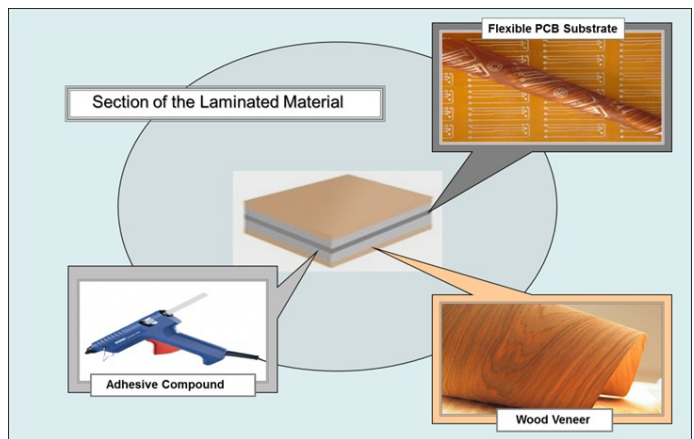 Flexible PCB Substrate
Section of the Laminated Material
Adhesive Compound
Wood Veneer